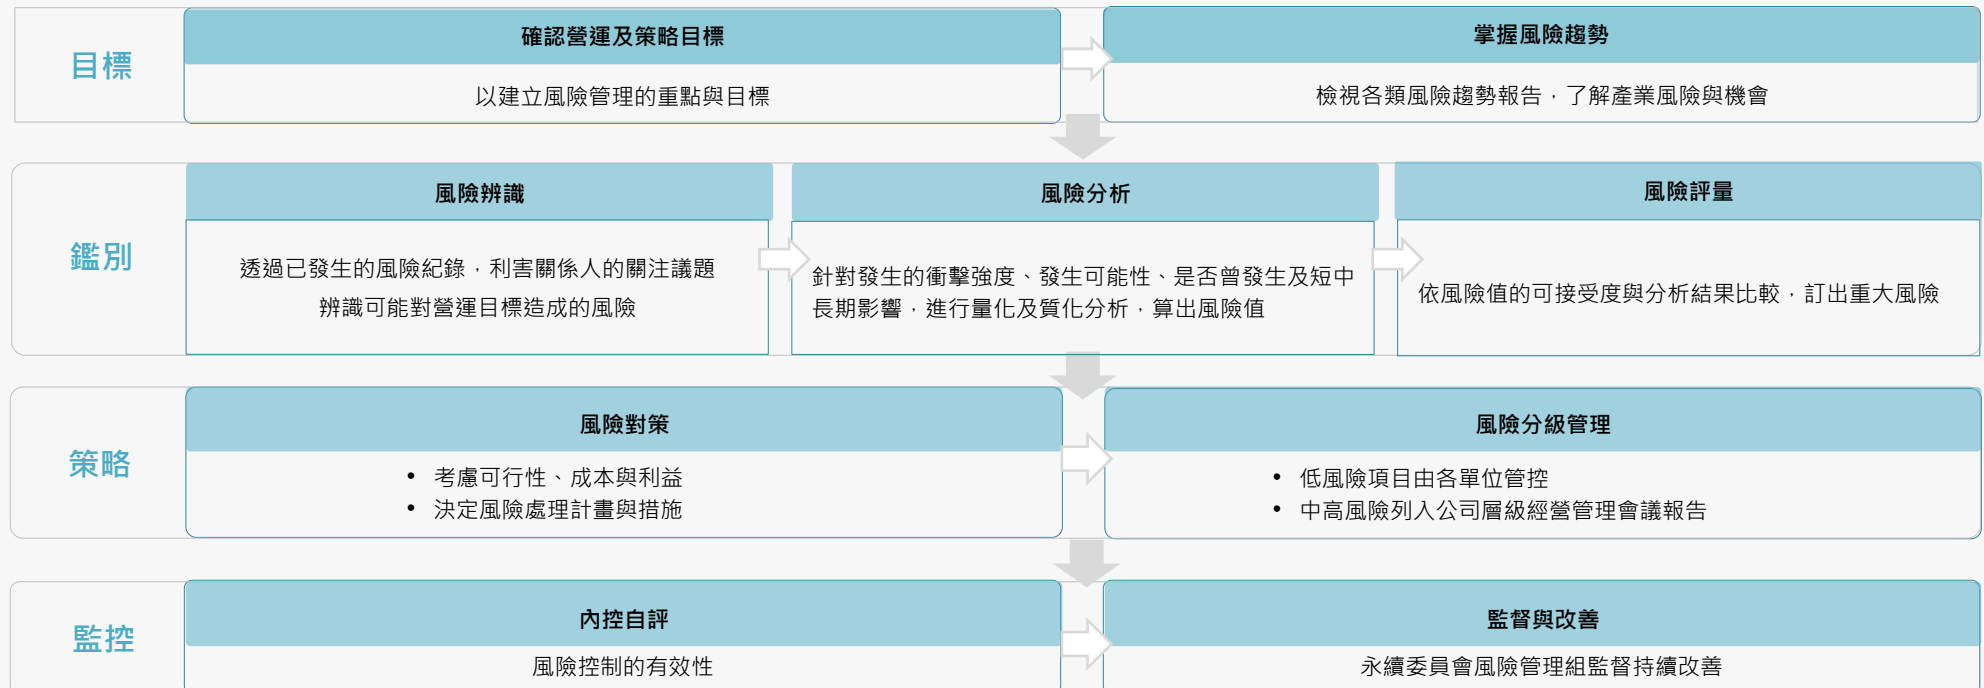 目標
確認營運及策略目標
以建立風險管理的重點與目標
掌握風險趨勢
檢視各類風險趨勢報告，了解產業風險與機會
鑑別
風險辨識
透過已發生的風險紀錄，利害關係人的關注議題
辨識可能對營運目標造成的風險
風險分析
針對發生的衝擊強度、發生可能性、是否曾發生及短中
長期影響，進行量化及質化分析，算出風險值
風險評量
依風險值的可接受度與分析結果比較，訂出重大風險
策略
風險對策
• 考慮可行性、成本與利益
• 決定風險處理計畫與措施
風險分級管理
• 低風險項目由各單位管控
• 中高風險列入公司層級經營管理會議報告
監控
內控自評
風險控制的有效性
監督與改善
永續委員會風險管理組監督持續改善